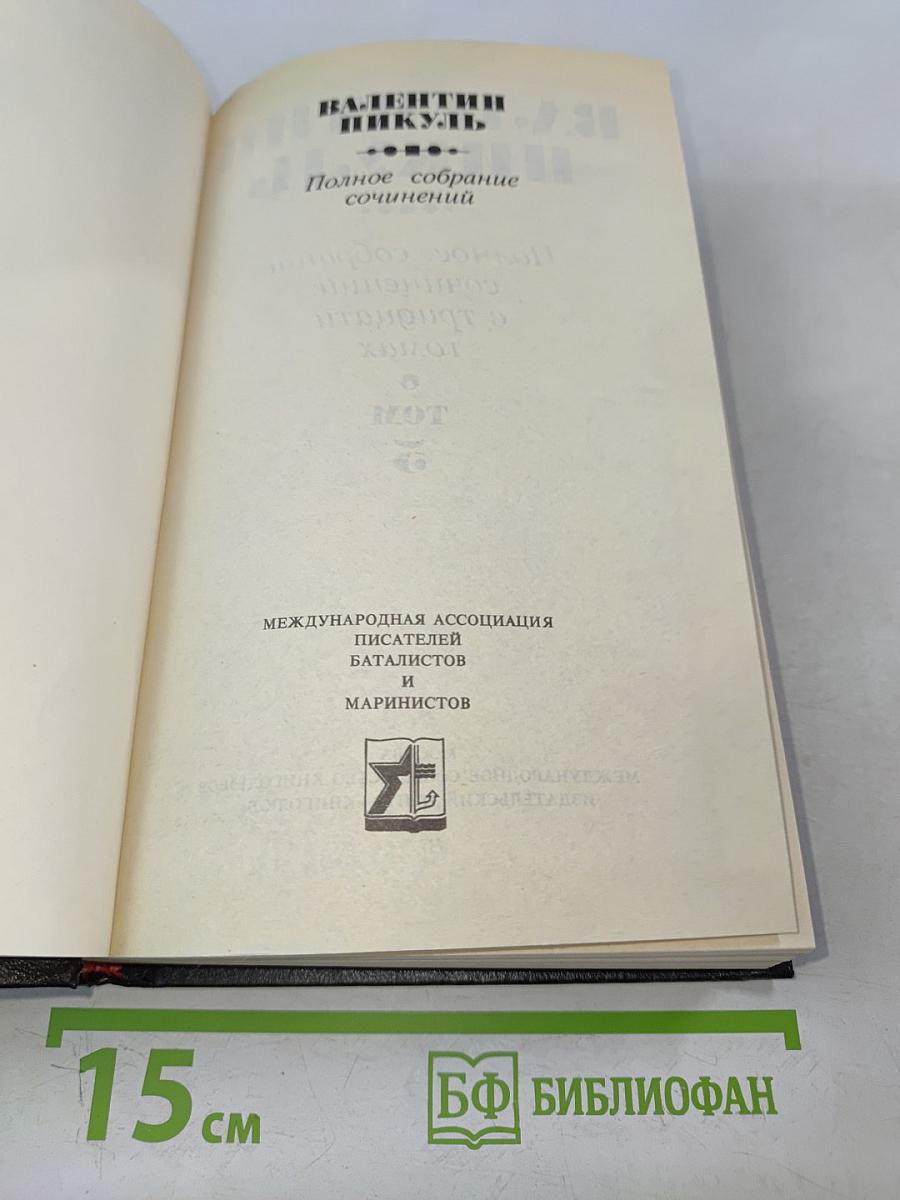 ВАЛЕНТИН
ПИКУЛЬ
Полное собрание
сочинений
МЕЖДУНАРОДНАЯ АССОЦИАЦИЯ
ПИСАТЕЛЕЙ
БАТАЛИСТОВ
И
МАРИНИСТОВ
15 см
БФ БИБЛИОФАН